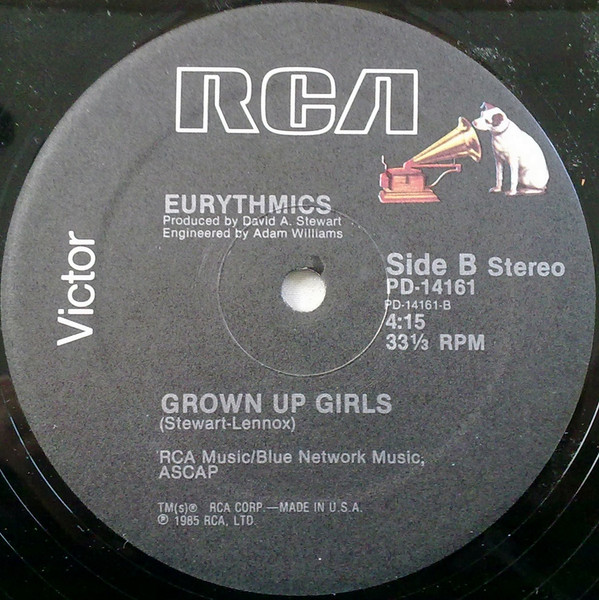 RCA
Victor
EURYTHMICS
Produced by David A. Stewart
Engineered by Adam Williams
Side B Stereo
PD-14161
PD-14161-B
4:15
33⅓ RPM
GROWN UP GIRLS
(Stewart-Lennox)
RCA Music/Blue Network Music,
ASCAP
TM(s)® RCA CORP.—MADE IN U.S.A.
℗ 1985 RCA, LTD.